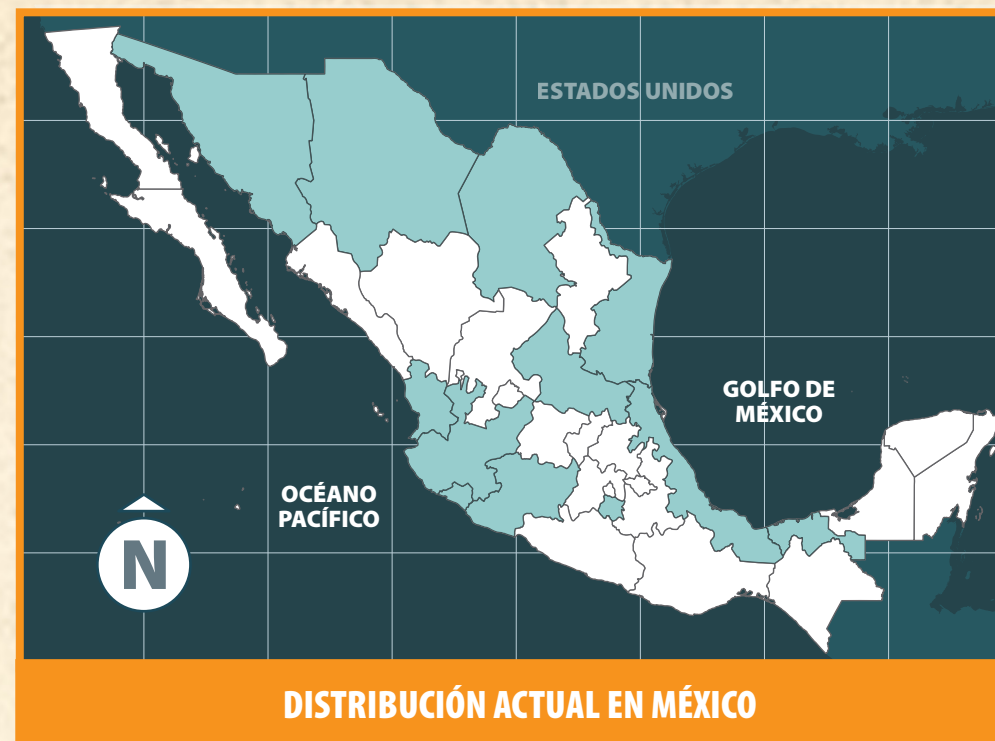 ESTADOS UNIDOS
GOLFO DE
MÉXICO
OCÉANO
PACÍFICO
N
DISTRIBUCIÓN ACTUAL EN MÉXICO